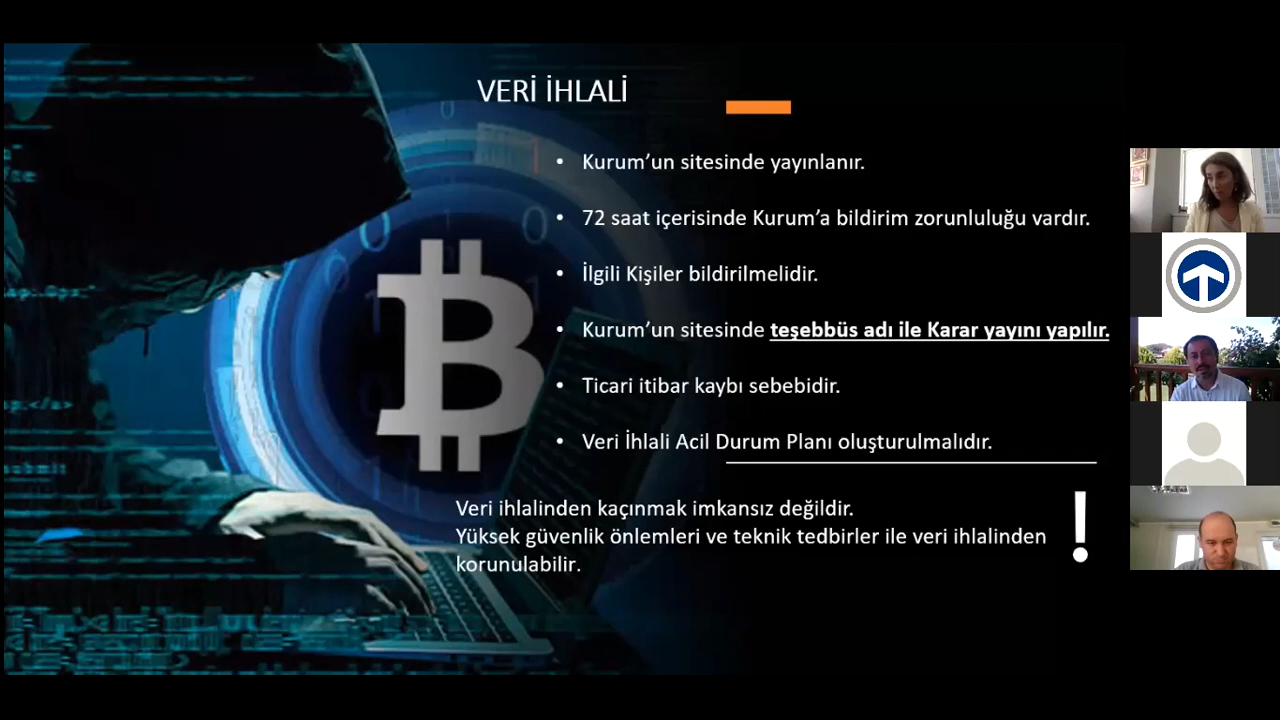 VERİ İHLALİ
• Kurum’un sitesinde yayınlanır.
• 72 saat içerisinde Kurum’a bildirim zorunluluğu vardır.
• İlgili Kişiler bildirilmelidir.
• Kurum’un sitesinde teşebbüs adı ile Karar yayını yapılır.
• Ticari itibar kaybı sebebidir.
• Veri İhlali Acil Durum Planı oluşturulmalıdır.
Veri ihlalinden kaçınmak imkansız değildir.
Yüksek güvenlik önlemleri ve teknik tedbirler ile veri ihlalinden
korunulabilir.
!